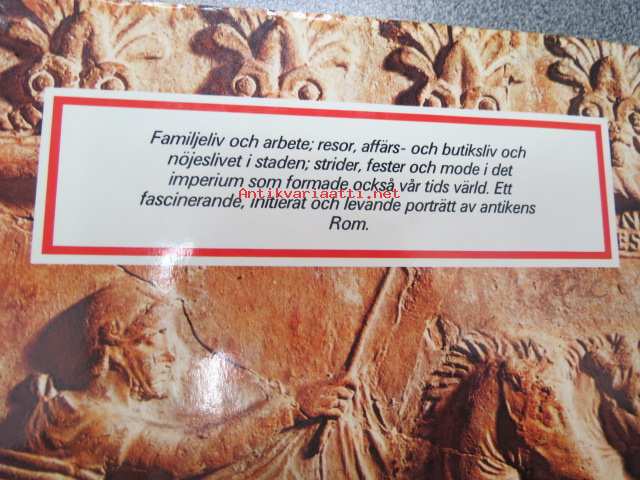 Familjeliv och arbete; resor, affärs- och butiksliv och
nöjeslivet i staden; strider, fester och mode i det
imperium som formade också vår tids värld. Ett
Antikvariaatti.net
fascinerande, initierat och levande porträtt av antikens
Rom.